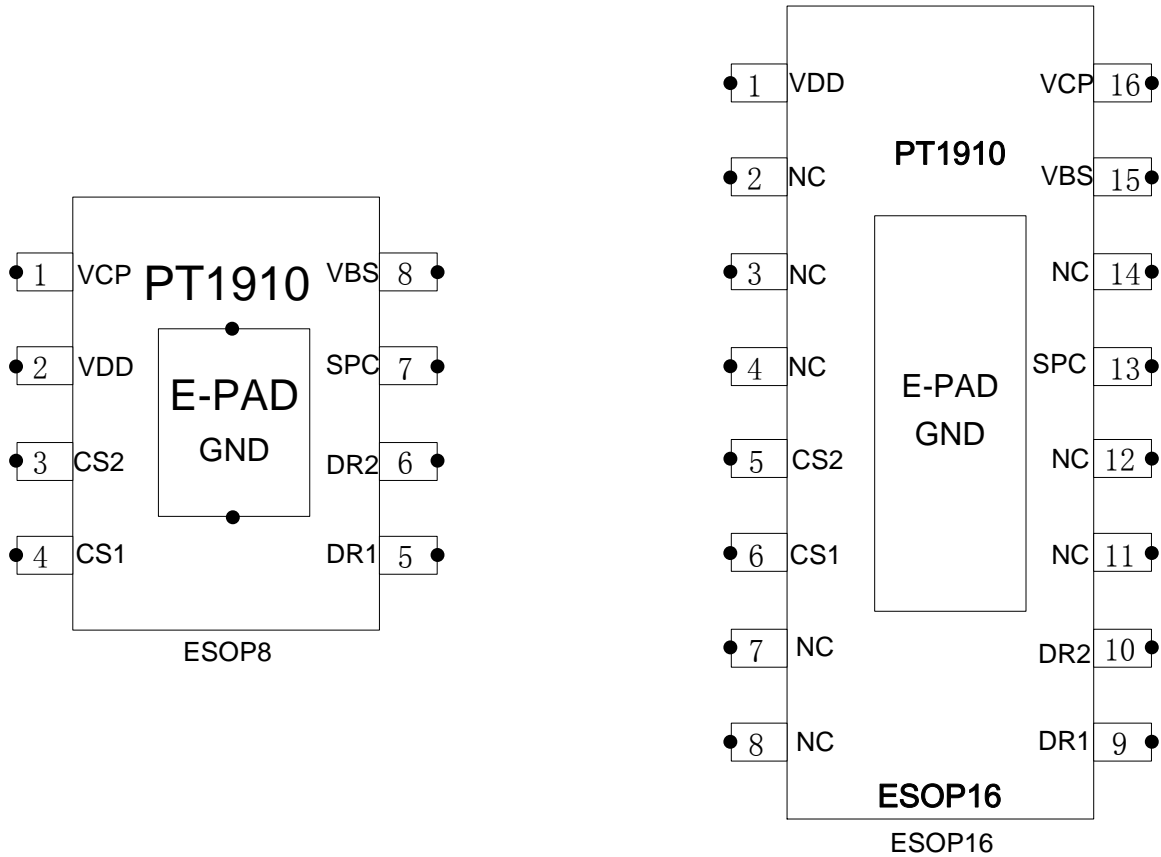 1 VCP PT1910 VBS 8
2 VDD SPC 7
E-PAD
GND
3 CS2 DR2 6
4 CS1 DR1 5
ESOP8
1 VDD VCP 16
PT1910
2 NC VBS 15
3 NC NC 14
4 NC SPC 13
E-PAD
GND
5 CS2 NC 12
6 CS1 NC 11
7 NC DR2 10
8 NC DR1 9
ESOP16
ESOP16